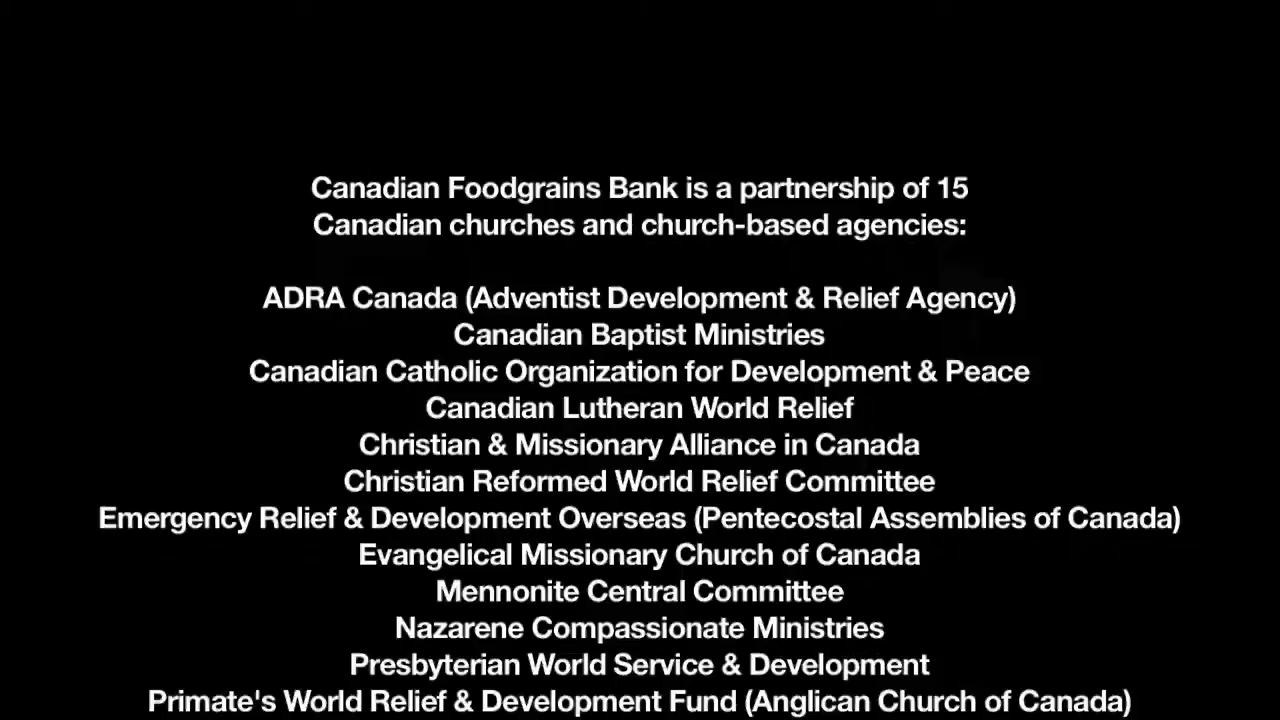 Canadian Foodgrains Bank is a partnership of 15
Canadian churches and church-based agencies:
ADRA Canada (Adventist Development & Relief Agency)
Canadian Baptist Ministries
Canadian Catholic Organization for Development & Peace
Canadian Lutheran World Relief
Christian & Missionary Alliance in Canada
Christian Reformed World Relief Committee
Emergency Relief & Development Overseas (Pentecostal Assemblies of Canada)
Evangelical Missionary Church of Canada
Mennonite Central Committee
Nazarene Compassionate Ministries
Presbyterian World Service & Development
Primate's World Relief & Development Fund (Anglican Church of Canada)